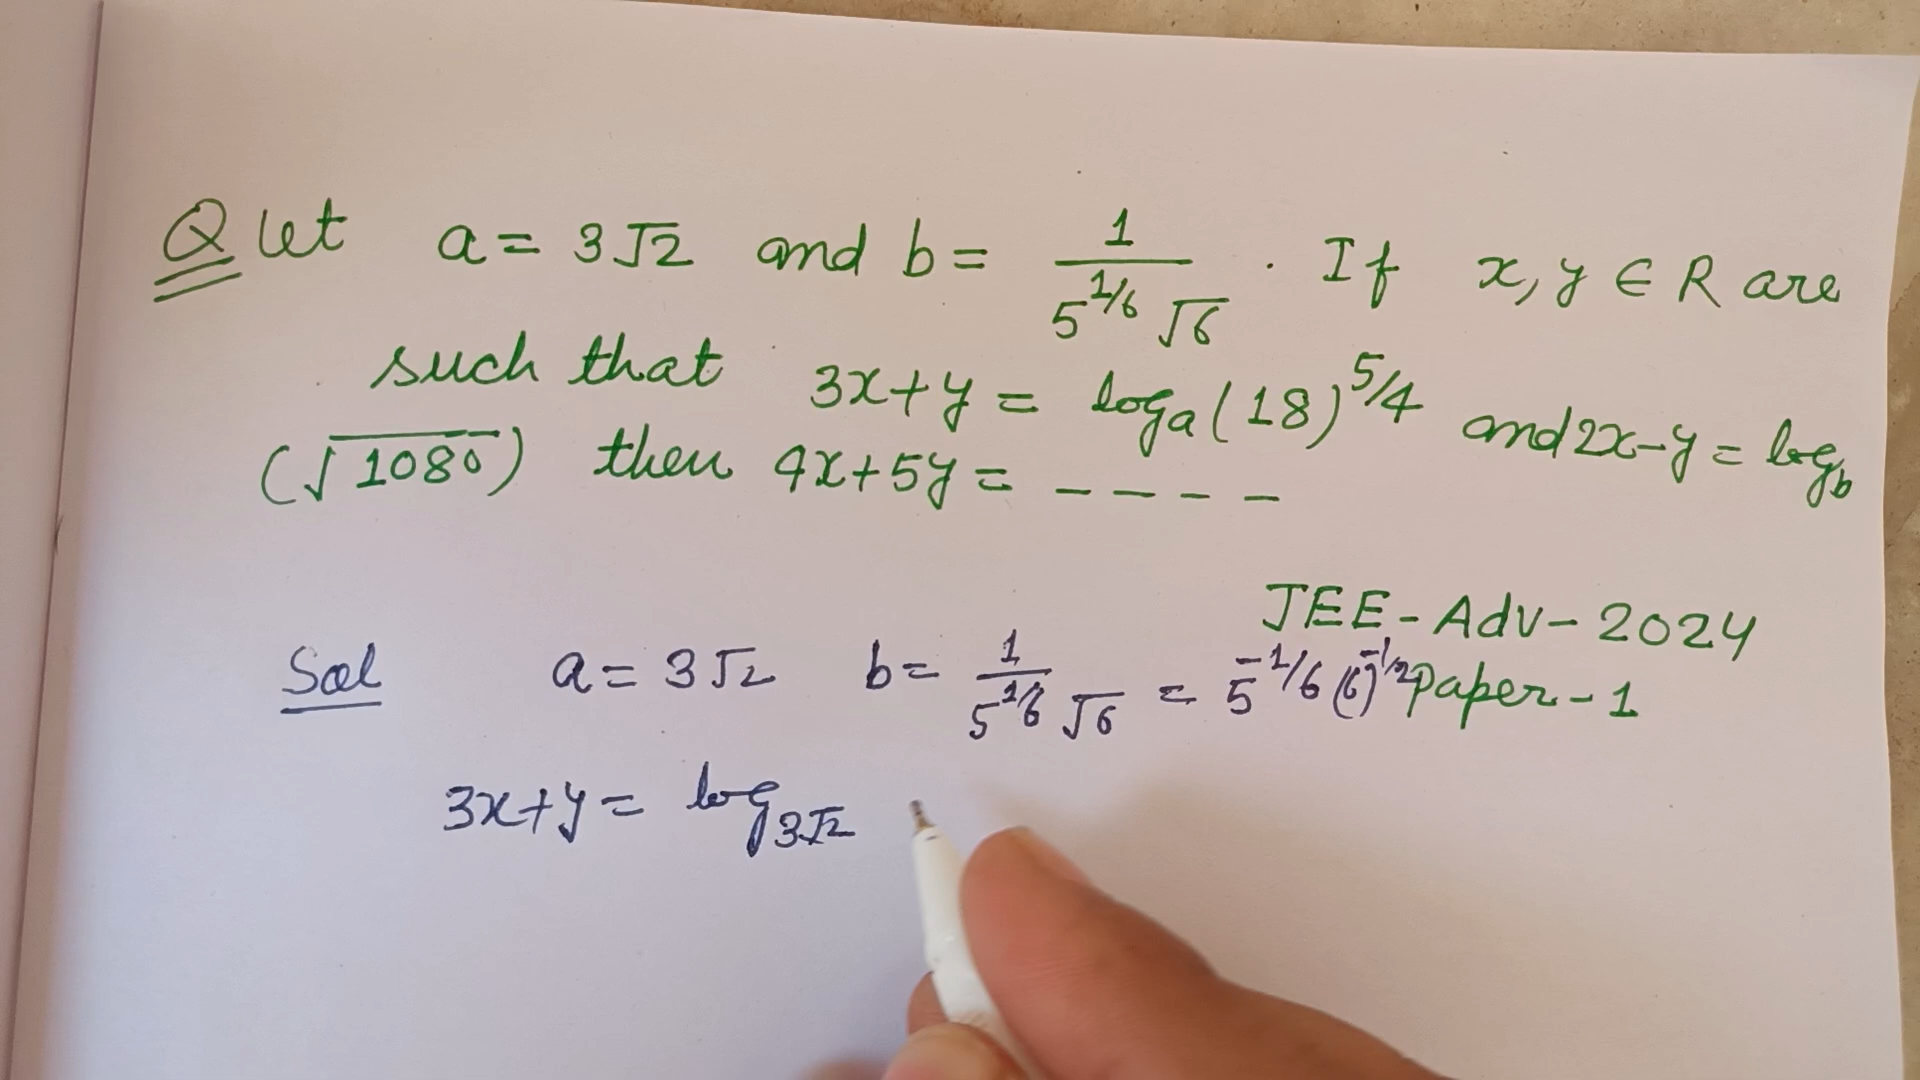 Q Let a = 3√2 and b = 1/(5^{1/6} √6) . If x, y ∈ R are
such that 3x+y = log_a (18)^{5/4} and 2x-y = log_b
(√1080) then 4x+5y = - - - -
JEE-Adv-2024
Paper-1
Sol a = 3√2 b = 1/(5^{1/6} √6) = 5^{-1/6} (6)^{-1/2}
3x+y = log_{3√2}